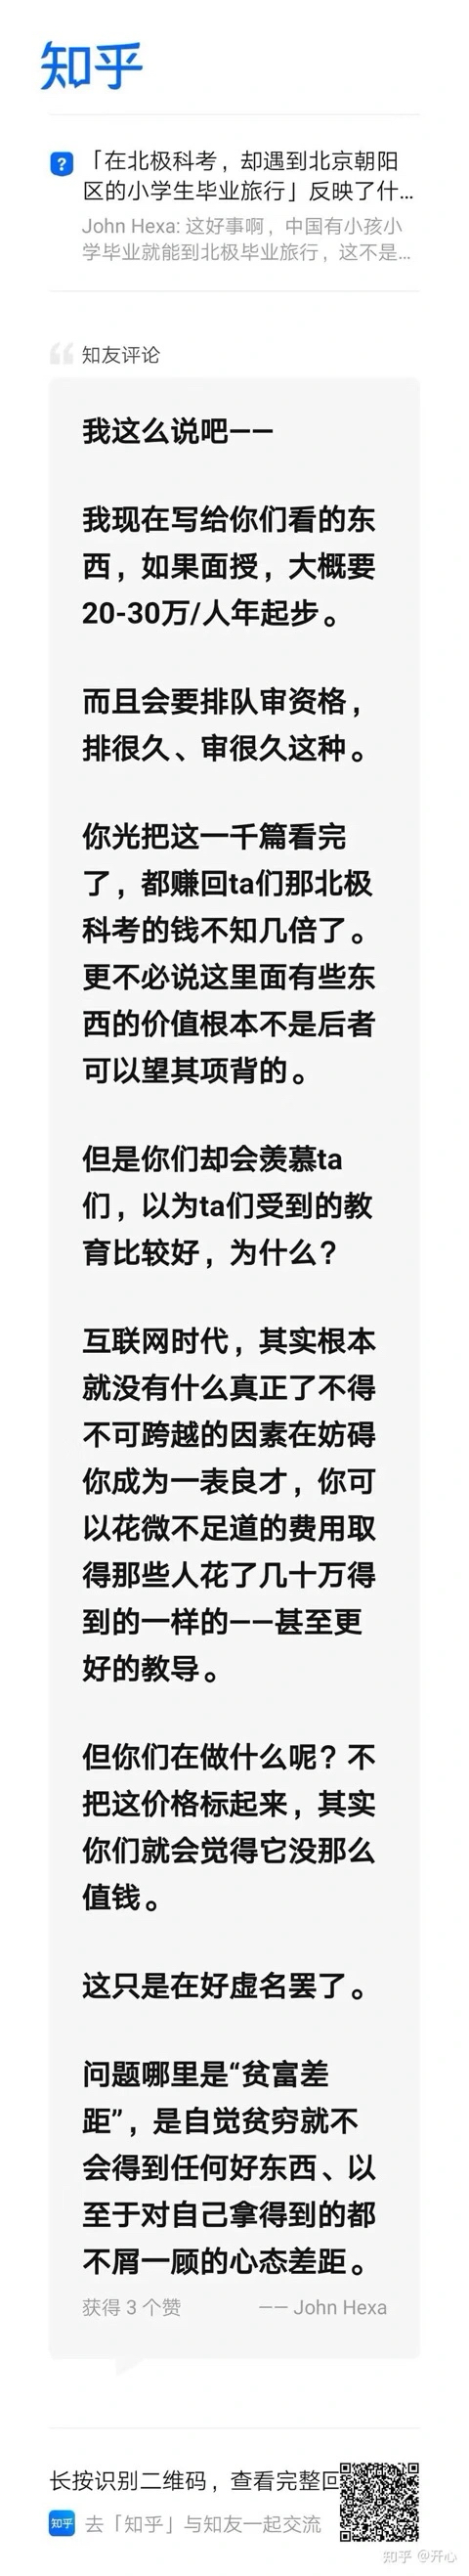 知乎
「在北极科考，却遇到北京朝阳
区的小学生毕业旅行」反映了什...
John Hexa: 这好事啊，中国有小孩小
学毕业就能到北极毕业旅行，这不是...
知友评论
我这么说吧——
我现在写给你们看的东
西，如果面授，大概要
20-30万/人年起步。
而且会要排队审资格，
排很久、审很久这种。
你光把这一千篇看完
了，都赚回ta们那北极
科考的钱不知几倍了。
更不必说这里面有些东
西的价值根本不是后者
可以望其项背的。
但是你们却会羡慕ta
们，以为ta们受到的教
育比较好，为什么？
互联网时代，其实根本
就没有什么真正了不得
不可跨越的因素在妨碍
你成为一表良才，你可
以花微不足道的费用取
得那些人花了几十万得
到的一样的——甚至更
好的教导。
但你们在做什么呢？不
把这价格标起来，其实
你们就会觉得它没那么
值钱。
这只是在好虚名罢了。
问题哪里是“贫富差
距”，是自觉贫穷就不
会得到任何好东西、以
至于对自己拿得到的都
不屑一顾的心态差距。
获得 3 个赞 —— John Hexa
长按识别二维码，查看完整回
知乎 去「知乎」与知友一起交流
知乎 @开心